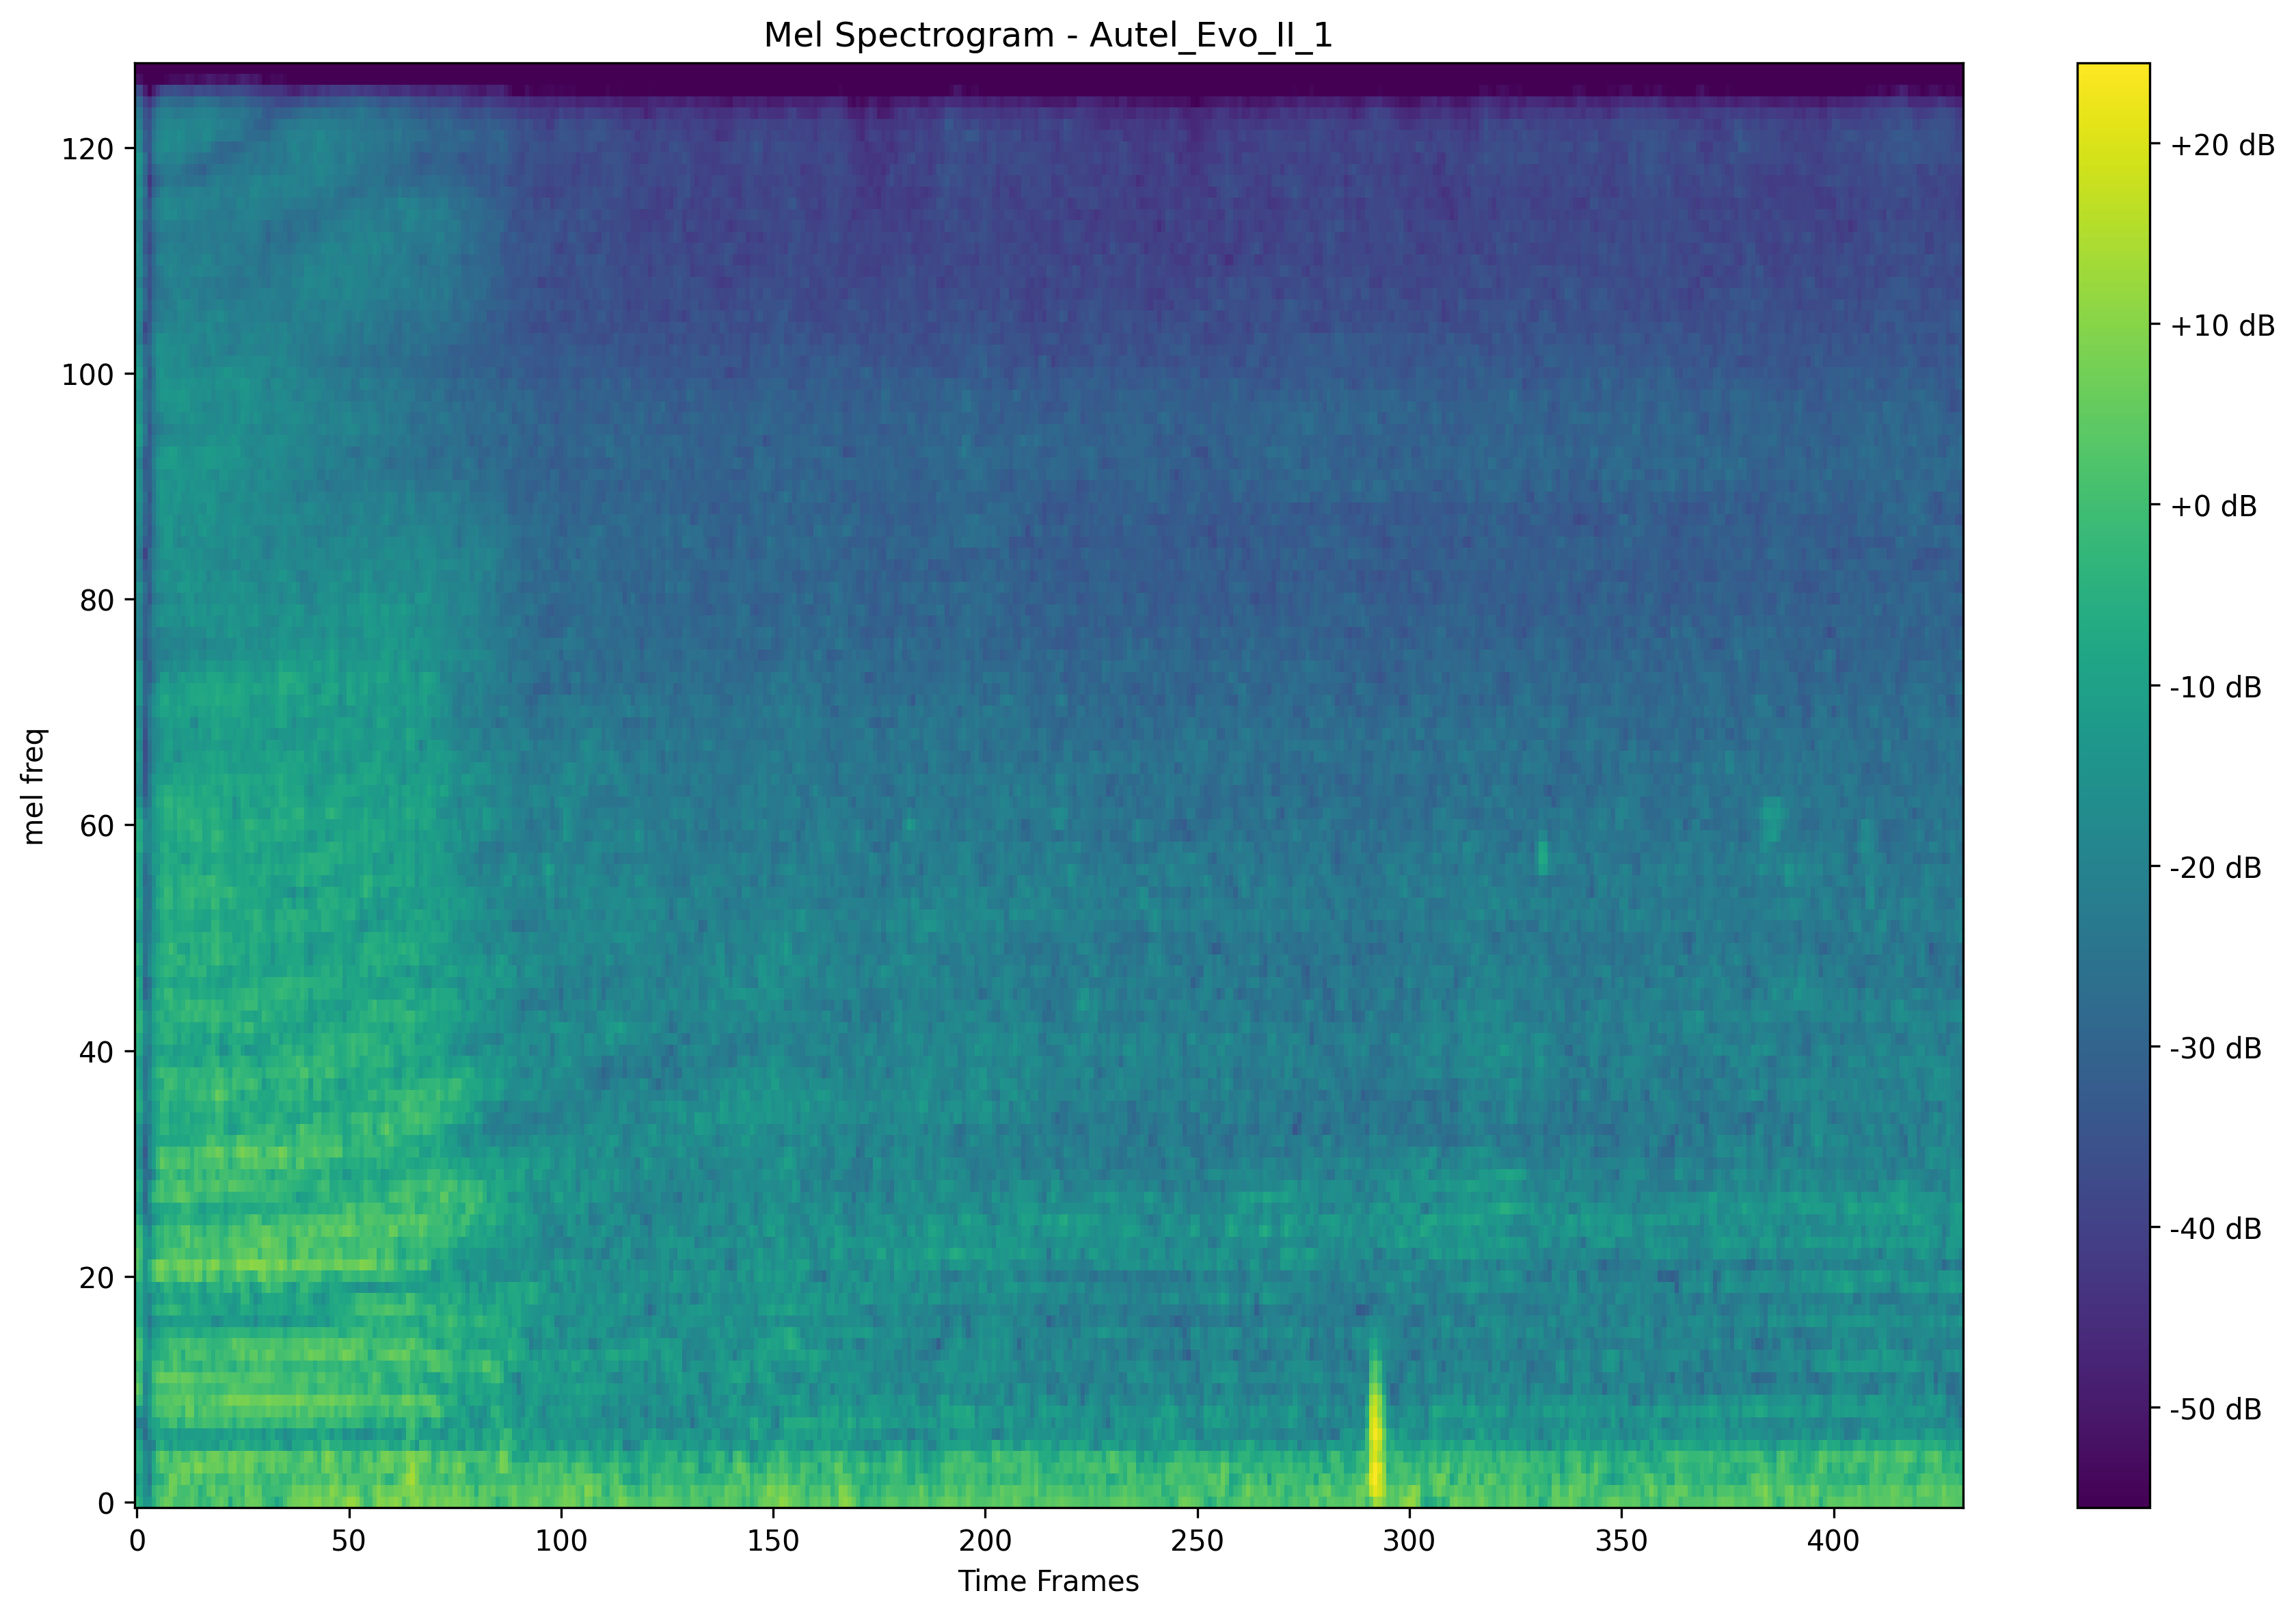 Mel Spectrogram - Autel_Evo_II_1
mel freq
120
100
80
60
40
20
0
0 50 100 150 200 250 300 350 400
Time Frames
+20 dB
+10 dB
+0 dB
-10 dB
-20 dB
-30 dB
-40 dB
-50 dB